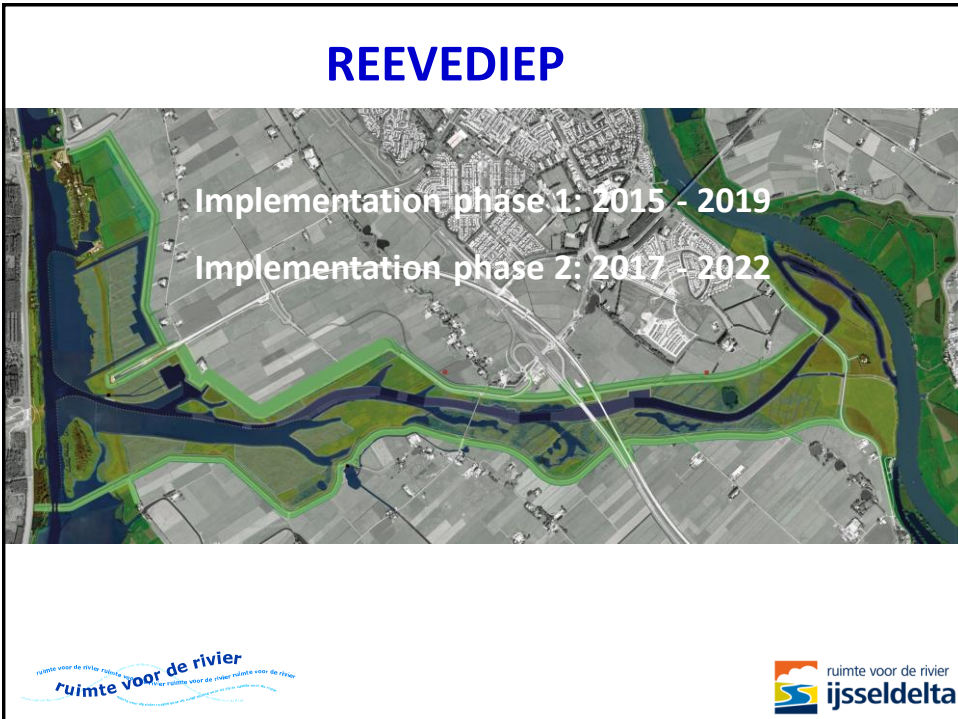 REEVEDIEP
Implementation phase 1: 2015 - 2019
Implementation phase 2: 2017 - 2022
ruimte voor de rivier
ruimte voor de rivier
ijsseldelta